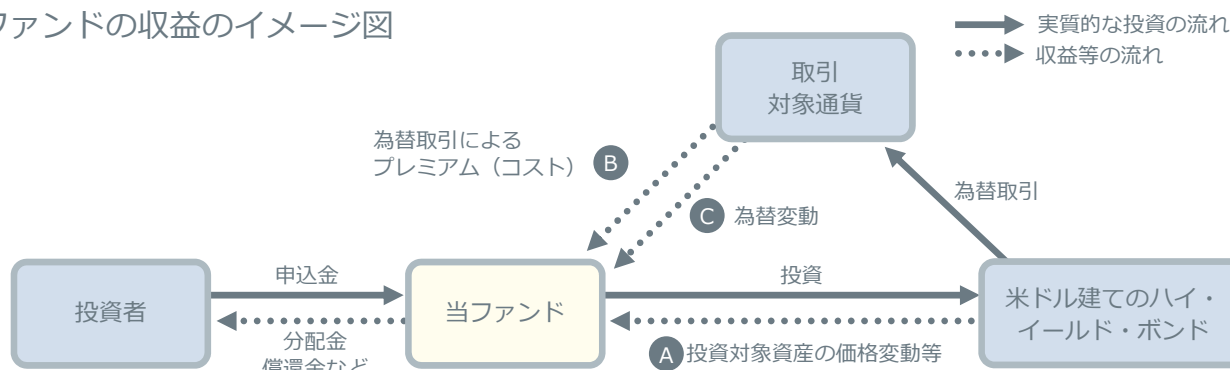 ファンドの収益のイメージ図
実質的な投資の流れ
収益等の流れ
取引
対象通貨
為替取引による
プレミアム（コスト）
B
C
為替変動
為替取引
投資者
申込金
分配金
償還金など
当ファンド
投資
A
投資対象資産の価格変動等
米ドル建てのハイ・
イールド・ボンド